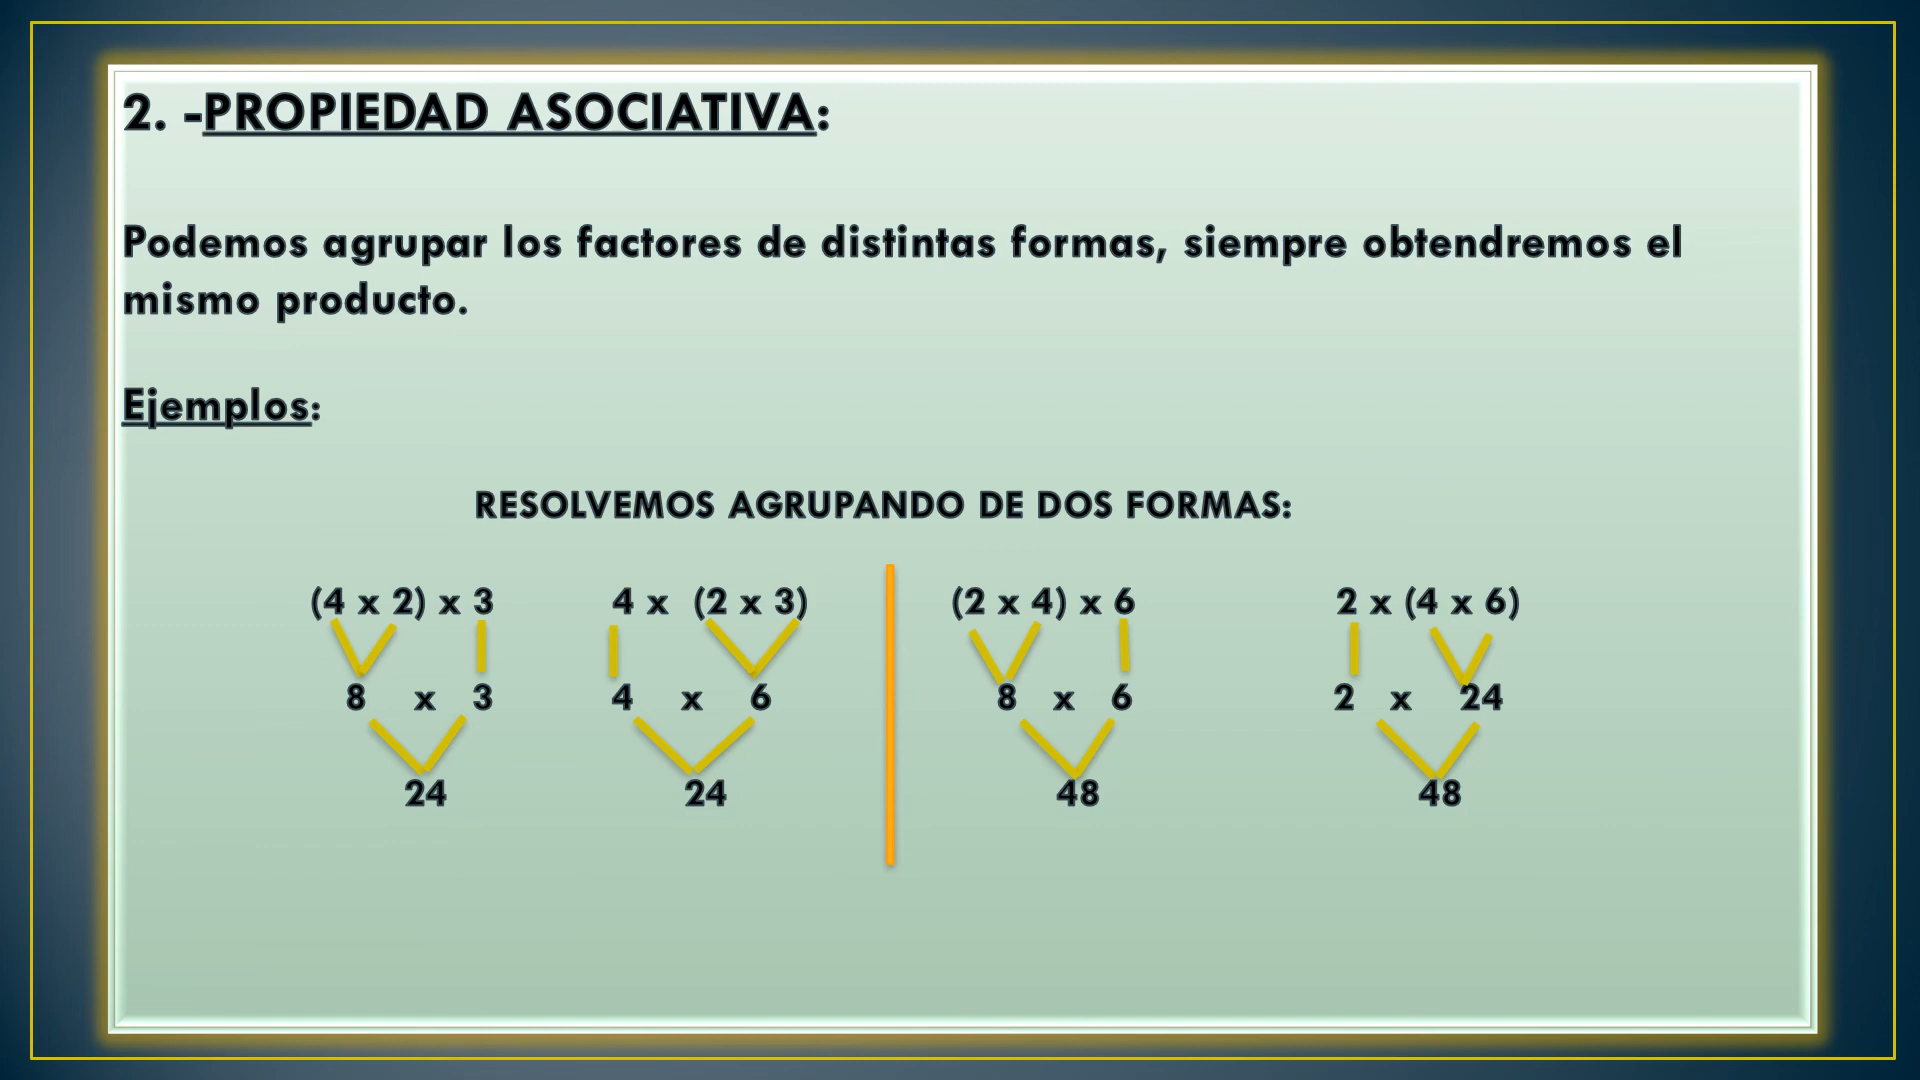 2. -PROPIEDAD ASOCIATIVA:
Podemos agrupar los factores de distintas formas, siempre obtendremos el
mismo producto.
Ejemplos:
RESOLVEMOS AGRUPANDO DE DOS FORMAS:
(4 x 2) x 3 4 x (2 x 3) (2 x 4) x 6 2 x (4 x 6)
8 x 3 4 x 6 8 x 6 2 x 24
24 24 48 48